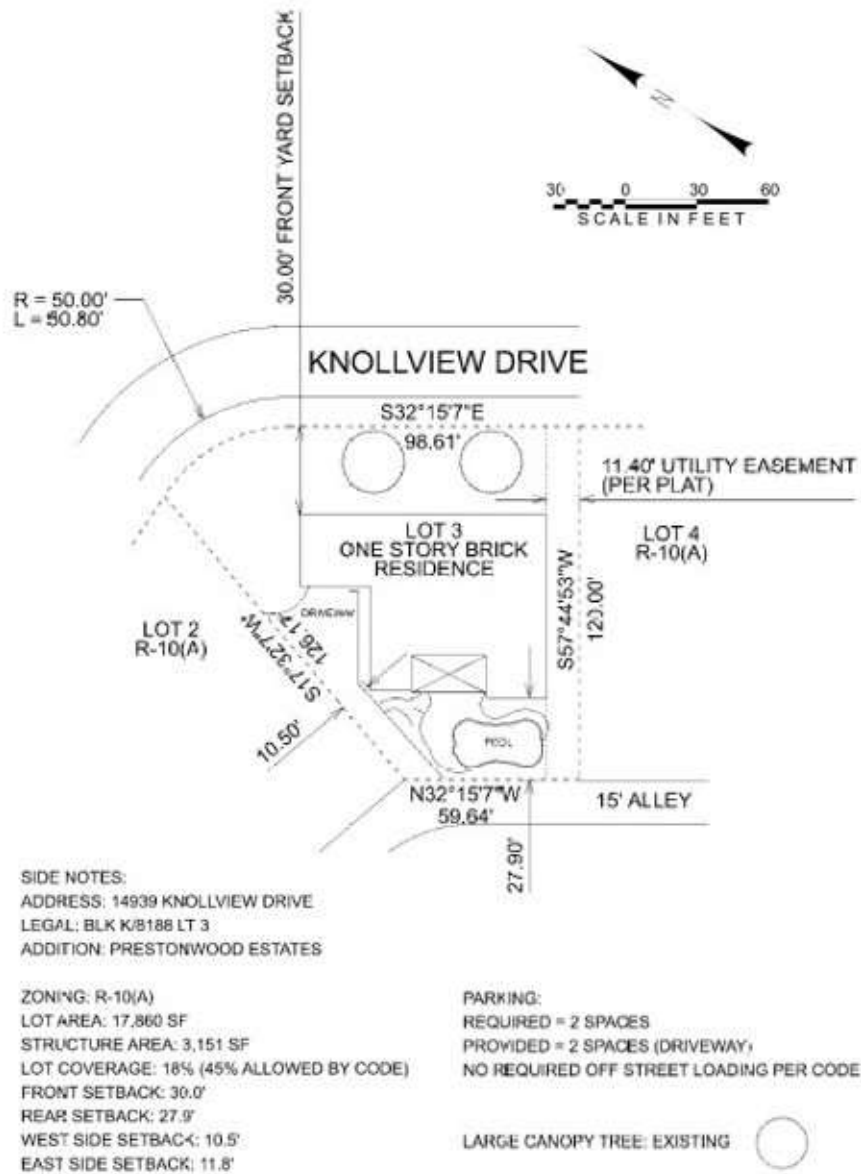 30.00' FRONT YARD SETBACK
N
30 0 30 60
SCALE IN FEET
R = 50.00'
L = 50.80'
KNOLLVIEW DRIVE
S32°15'7"E
98.61'
11.40' UTILITY EASEMENT
(PER PLAT)
LOT 3
ONE STORY BRICK
RESIDENCE
LOT 4
R-10(A)
S57°44'53"W
120.00'
DRIVEWAY
LOT 2
R-10(A)
S17°32'7"W
126.17'
10.50'
POOL
N32°15'7"W
59.64'
15' ALLEY
27.90'
SIDE NOTES:
ADDRESS: 14939 KNOLLVIEW DRIVE
LEGAL: BLK K/8188 LT 3
ADDITION: PRESTONWOOD ESTATES
ZONING: R-10(A)
LOT AREA: 17,860 SF
STRUCTURE AREA: 3,151 SF
LOT COVERAGE: 18% (45% ALLOWED BY CODE)
FRONT SETBACK: 30.0'
REAR SETBACK: 27.9'
WEST SIDE SETBACK: 10.5'
EAST SIDE SETBACK: 11.8'
PARKING:
REQUIRED = 2 SPACES
PROVIDED = 2 SPACES (DRIVEWAY)
NO REQUIRED OFF STREET LOADING PER CODE
LARGE CANOPY TREE: EXISTING